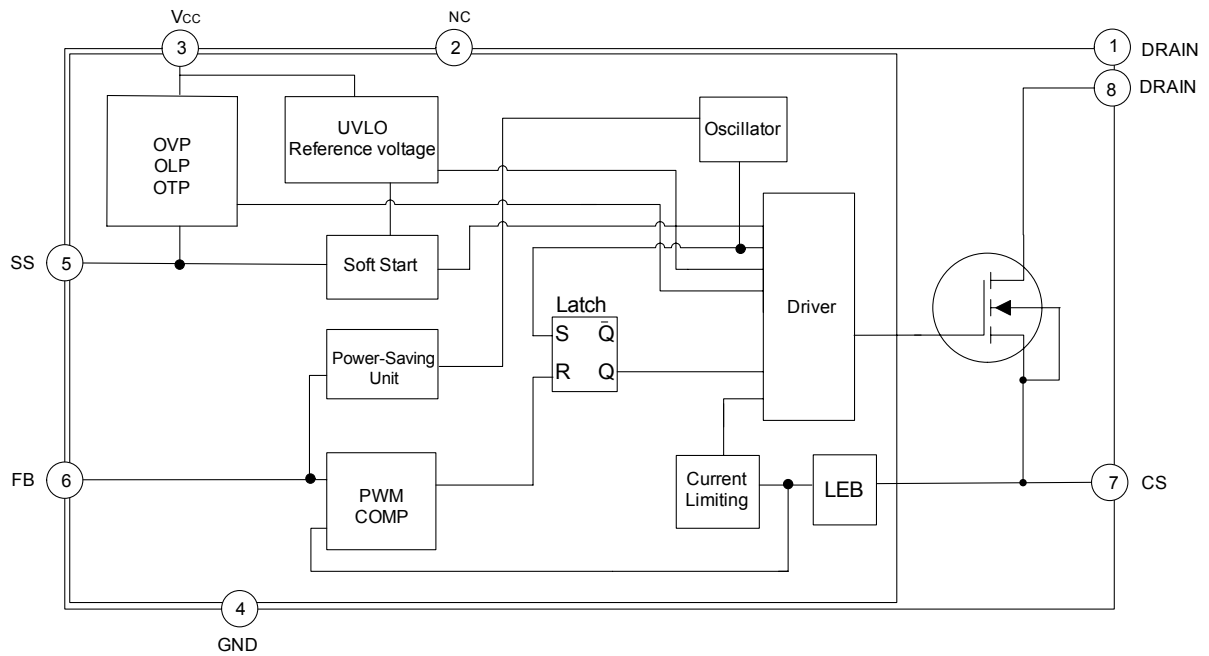 Vcc
NC
3
2
1
DRAIN
8
DRAIN
OVP
OLP
OTP
UVLO
Reference voltage
Oscillator
SS
5
Soft Start
Driver
Latch
S Q̄
R Q
Power-Saving
Unit
FB
6
PWM
COMP
Current
Limiting
LEB
7
CS
4
GND